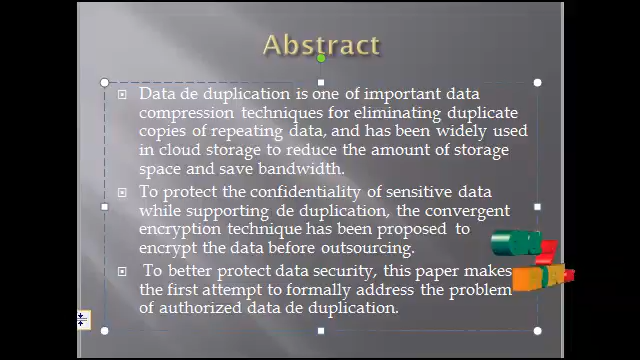 Abstract
Data de duplication is one of important data
compression techniques for eliminating duplicate
copies of repeating data, and has been widely used
in cloud storage to reduce the amount of storage
space and save bandwidth.
To protect the confidentiality of sensitive data
while supporting de duplication, the convergent
encryption technique has been proposed to
encrypt the data before outsourcing.
To better protect data security, this paper makes
the first attempt to formally address the problem
of authorized data de duplication.